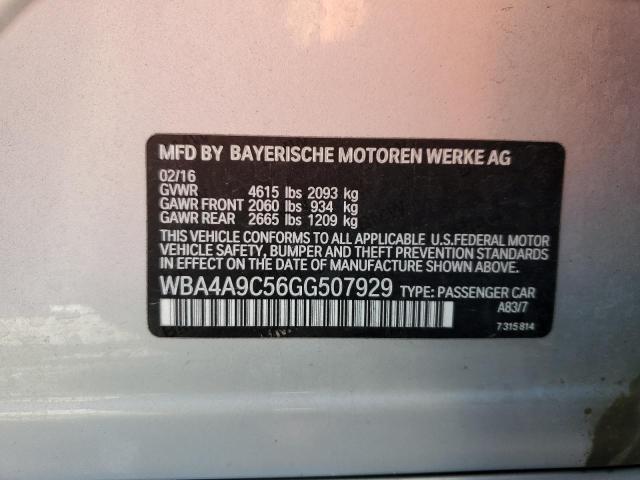 MFD BY BAYERISCHE MOTOREN WERKE AG
02/16
GVWR 4615 lbs 2093 kg
GAWR FRONT 2060 lbs 934 kg
GAWR REAR 2665 lbs 1209 kg
THIS VEHICLE CONFORMS TO ALL APPLICABLE U.S.FEDERAL MOTOR
VEHICLE SAFETY, BUMPER, AND THEFT PREVENTION STANDARDS
IN EFFECT ON THE DATE OF MANUFACTURE SHOWN ABOVE.
WBA4A9C56GG507929 TYPE: PASSENGER CAR
A83/7
7 315 814